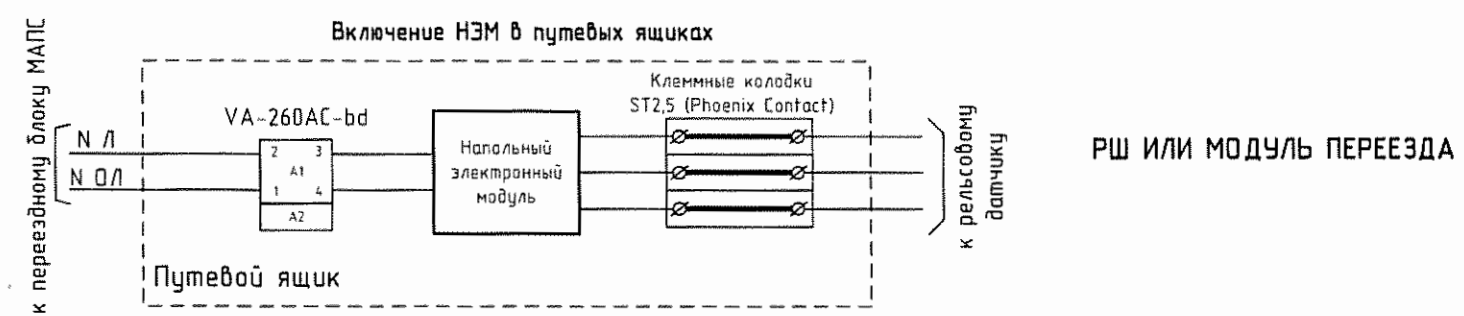 Включение НЭМ в путевых ящиках
к переездному блоку МАПС
N Л
N ОЛ
VA-260AC-bd
2 3
A1
1 4
A2
Напольный
электронный
модуль
Клеммные колодки
ST2,5 (Phoenix Contact)
к рельсовому
датчику
Путевой ящик
РШ ИЛИ МОДУЛЬ ПЕРЕЕЗДА